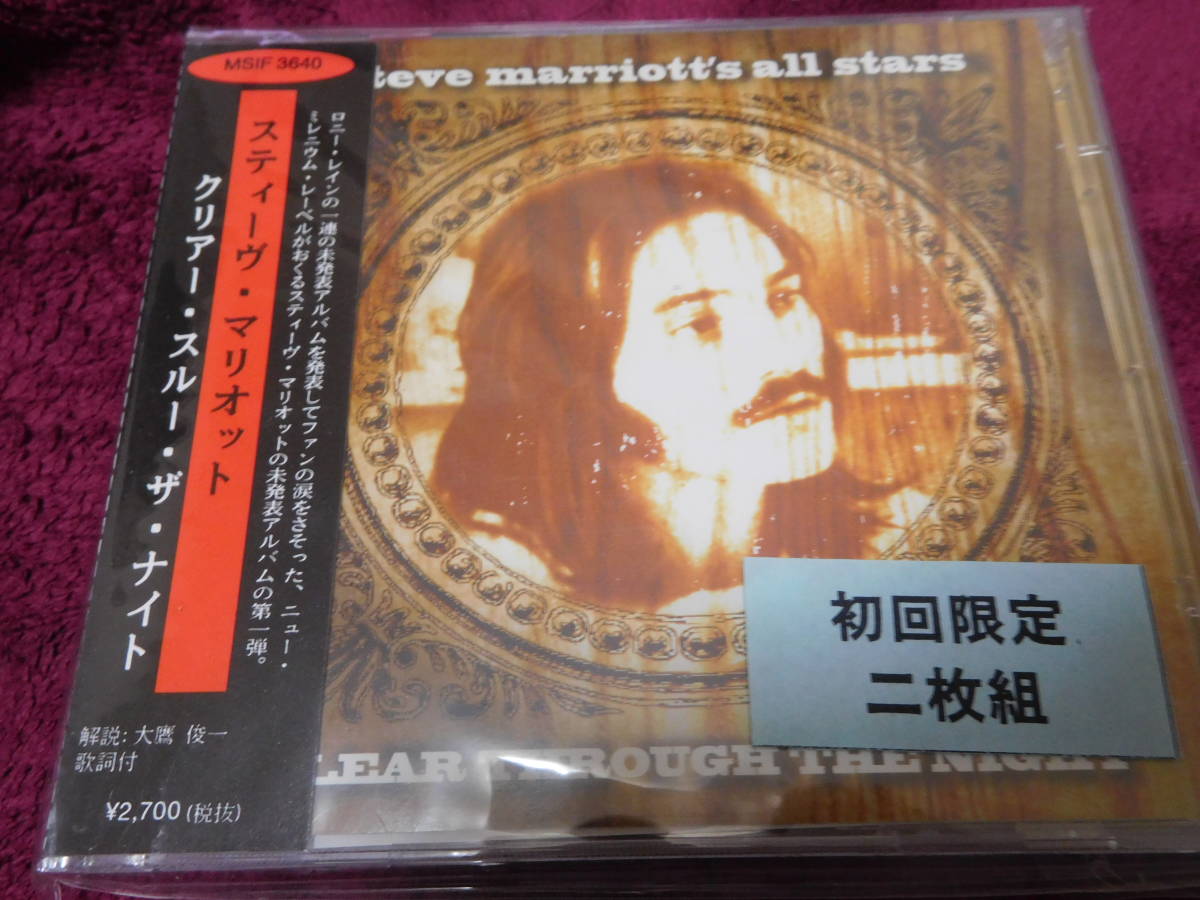 MSIF 3640
スティーヴ・マリオット
クリアー・スルー・ザ・ナイト
ロニー・レインの一連の未発表アルバムを発表してファンの涙をさそった、ニュー・
ミレニウム・レーベルがおくるスティーヴ・マリオットの未発表アルバムの第一弾。
解説: 大鷹 俊一
歌詞付
¥2,700 (税抜)
teve marriott's all stars
初回限定
二枚組
LEAR THROUGH THE NIGHT